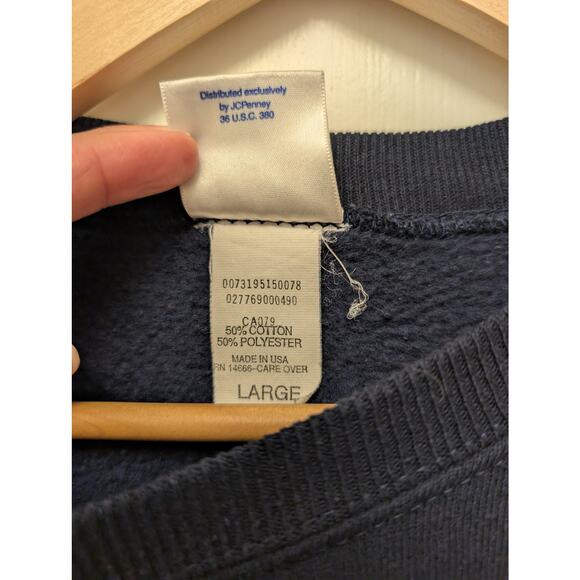 Distributed exclusively
by JCPenney
36 U.S.C. 380
0073195150078
027769000490
CA079
50% COTTON
50% POLYESTER
MADE IN USA
RN 14666-CARE OVER
LARGE